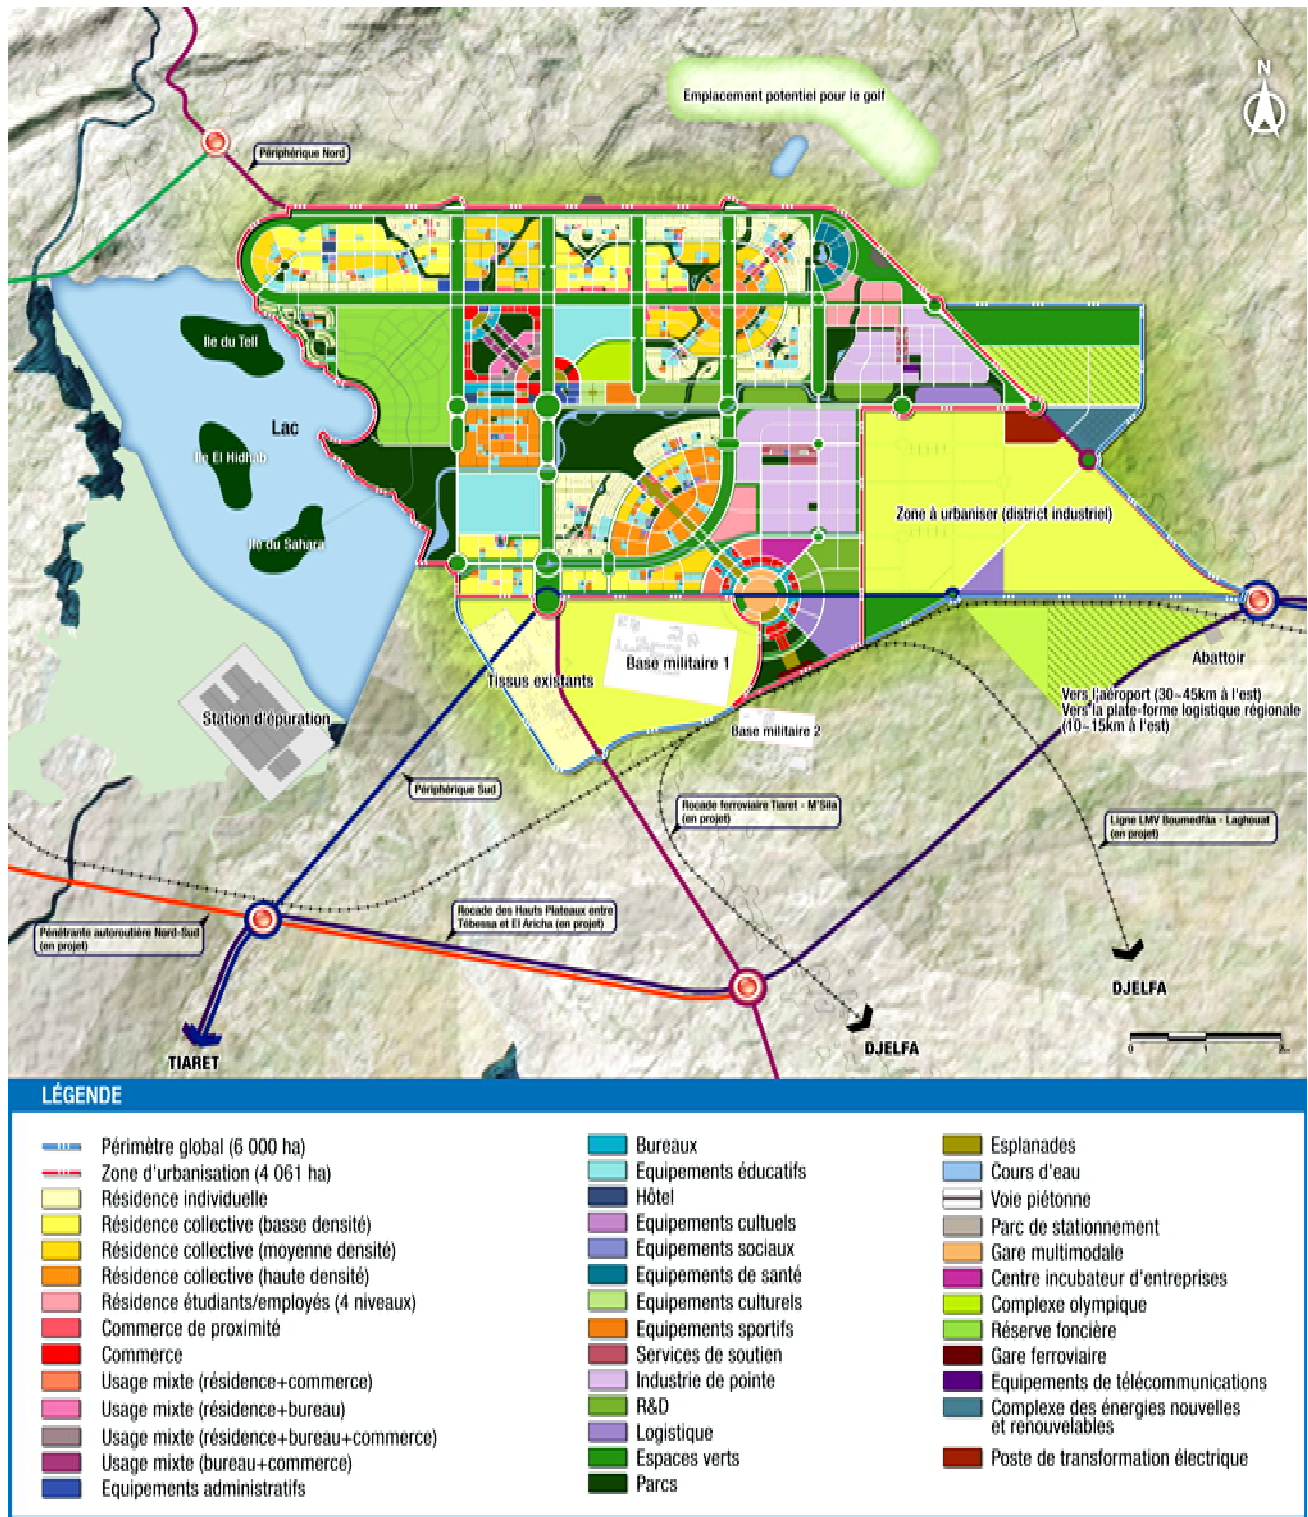 N
Emplacement potentiel pour le golf
Périphérique Nord
Ile du Tell
Lac
Ile El Hidhab
Ile du Sahara
Zone à urbaniser (district industriel)
Base militaire 1
Tissus existants
Abattoir
Station d'épuration
Vers l'aéroport (30~45km à l'est)
Vers la plate-forme logistique régionale
(10~15km à l'est)
Base militaire 2
Périphérique Sud
Rocade ferroviaire Tiaret - M'Sila
(en projet)
Ligne LMV Boumedfâa - Laghouat
(en projet)
Rocade des Hauts Plateaux entre
Tébessa et El Aricha (en projet)
Pénétrante autoroutière Nord-Sud
(en projet)
DJELFA
DJELFA
TIARET
0 1
LÉGENDE
Périmètre global (6 000 ha)
Zone d'urbanisation (4 061 ha)
Résidence individuelle
Résidence collective (basse densité)
Résidence collective (moyenne densité)
Résidence collective (haute densité)
Résidence étudiants/employés (4 niveaux)
Commerce de proximité
Commerce
Usage mixte (résidence+commerce)
Usage mixte (résidence+bureau)
Usage mixte (résidence+bureau+commerce)
Usage mixte (bureau+commerce)
Equipements administratifs
Bureaux
Equipements éducatifs
Hôtel
Equipements cultuels
Equipements sociaux
Equipements de santé
Equipements culturels
Equipements sportifs
Services de soutien
Industrie de pointe
R&D
Logistique
Espaces verts
Parcs
Esplanades
Cours d'eau
Voie piétonne
Parc de stationnement
Gare multimodale
Centre incubateur d'entreprises
Complexe olympique
Réserve foncière
Gare ferroviaire
Equipements de télécommunications
Complexe des énergies nouvelles
et renouvelables
Poste de transformation électrique